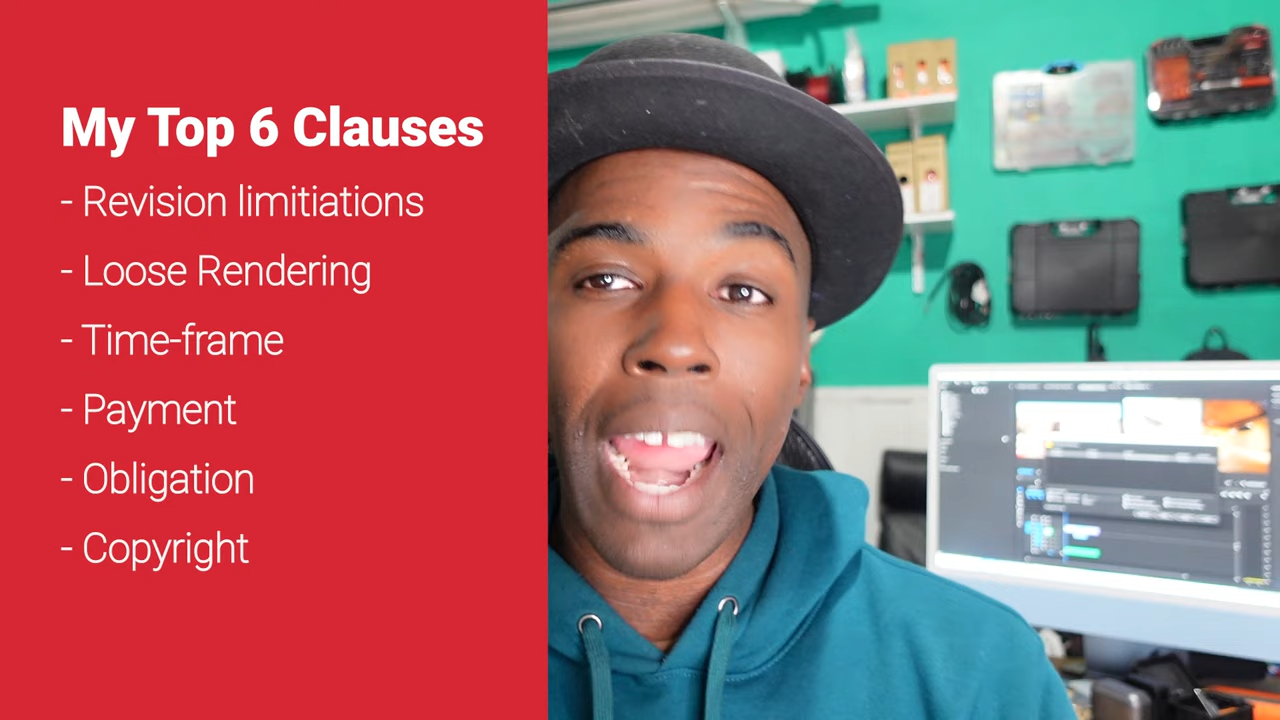 My Top 6 Clauses
- Revision limitiations
- Loose Rendering
- Time-frame
- Payment
- Obligation
- Copyright